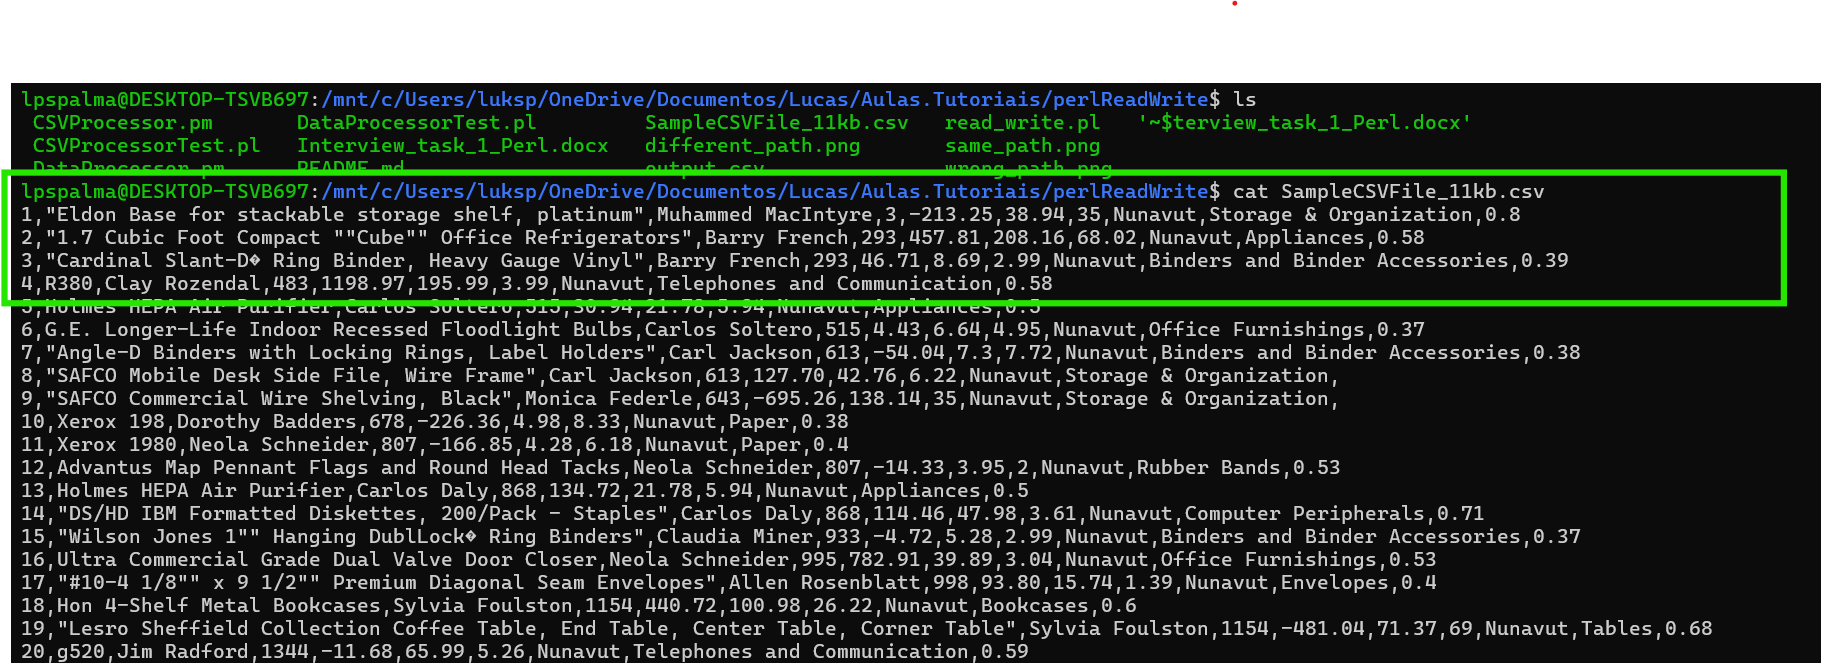 lpspalma@DESKTOP-TSVB697:/mnt/c/Users/luksp/OneDrive/Documentos/Lucas/Aulas.Tutoriais/perlReadWrite$ ls
CSVProcessor.pm DataProcessorTest.pl SampleCSVFile_11kb.csv read_write.pl '~$terview_task_1_Perl.docx'
CSVProcessorTest.pl Interview_task_1_Perl.docx different_path.png same_path.png
DataProcessor.pm README.md output.csv wrong_path.png
lpspalma@DESKTOP-TSVB697:/mnt/c/Users/luksp/OneDrive/Documentos/Lucas/Aulas.Tutoriais/perlReadWrite$ cat SampleCSVFile_11kb.csv
1,"Eldon Base for stackable storage shelf, platinum",Muhammed MacIntyre,3,-213.25,38.94,35,Nunavut,Storage & Organization,0.8
2,"1.7 Cubic Foot Compact ""Cube"" Office Refrigerators",Barry French,293,457.81,208.16,68.02,Nunavut,Appliances,0.58
3,"Cardinal Slant-D� Ring Binder, Heavy Gauge Vinyl",Barry French,293,46.71,8.69,2.99,Nunavut,Binders and Binder Accessories,0.39
4,R380,Clay Rozendal,483,1198.97,195.99,3.99,Nunavut,Telephones and Communication,0.58
5,Holmes HEPA Air Purifier,Carlos Soltero,515,30.94,21.78,5.94,Nunavut,Appliances,0.5
6,G.E. Longer-Life Indoor Recessed Floodlight Bulbs,Carlos Soltero,515,4.43,6.64,4.95,Nunavut,Office Furnishings,0.37
7,"Angle-D Binders with Locking Rings, Label Holders",Carl Jackson,613,-54.04,7.3,7.72,Nunavut,Binders and Binder Accessories,0.38
8,"SAFCO Mobile Desk Side File, Wire Frame",Carl Jackson,613,127.70,42.76,6.22,Nunavut,Storage & Organization,
9,"SAFCO Commercial Wire Shelving, Black",Monica Federle,643,-695.26,138.14,35,Nunavut,Storage & Organization,
10,Xerox 198,Dorothy Badders,678,-226.36,4.98,8.33,Nunavut,Paper,0.38
11,Xerox 1980,Neola Schneider,807,-166.85,4.28,6.18,Nunavut,Paper,0.4
12,Advantus Map Pennant Flags and Round Head Tacks,Neola Schneider,807,-14.33,3.95,2,Nunavut,Rubber Bands,0.53
13,Holmes HEPA Air Purifier,Carlos Daly,868,134.72,21.78,5.94,Nunavut,Appliances,0.5
14,"DS/HD IBM Formatted Diskettes, 200/Pack - Staples",Carlos Daly,868,114.46,47.98,3.61,Nunavut,Computer Peripherals,0.71
15,"Wilson Jones 1"" Hanging DublLock� Ring Binders",Claudia Miner,933,-4.72,5.28,2.99,Nunavut,Binders and Binder Accessories,0.37
16,Ultra Commercial Grade Dual Valve Door Closer,Neola Schneider,995,782.91,39.89,3.04,Nunavut,Office Furnishings,0.53
17,"#10-4 1/8"" x 9 1/2"" Premium Diagonal Seam Envelopes",Allen Rosenblatt,998,93.80,15.74,1.39,Nunavut,Envelopes,0.4
18,Hon 4-Shelf Metal Bookcases,Sylvia Foulston,1154,440.72,100.98,26.22,Nunavut,Bookcases,0.6
19,"Lesro Sheffield Collection Coffee Table, End Table, Center Table, Corner Table",Sylvia Foulston,1154,-481.04,71.37,69,Nunavut,Tables,0.68
20,g520,Jim Radford,1344,-11.68,65.99,5.26,Nunavut,Telephones and Communication,0.59